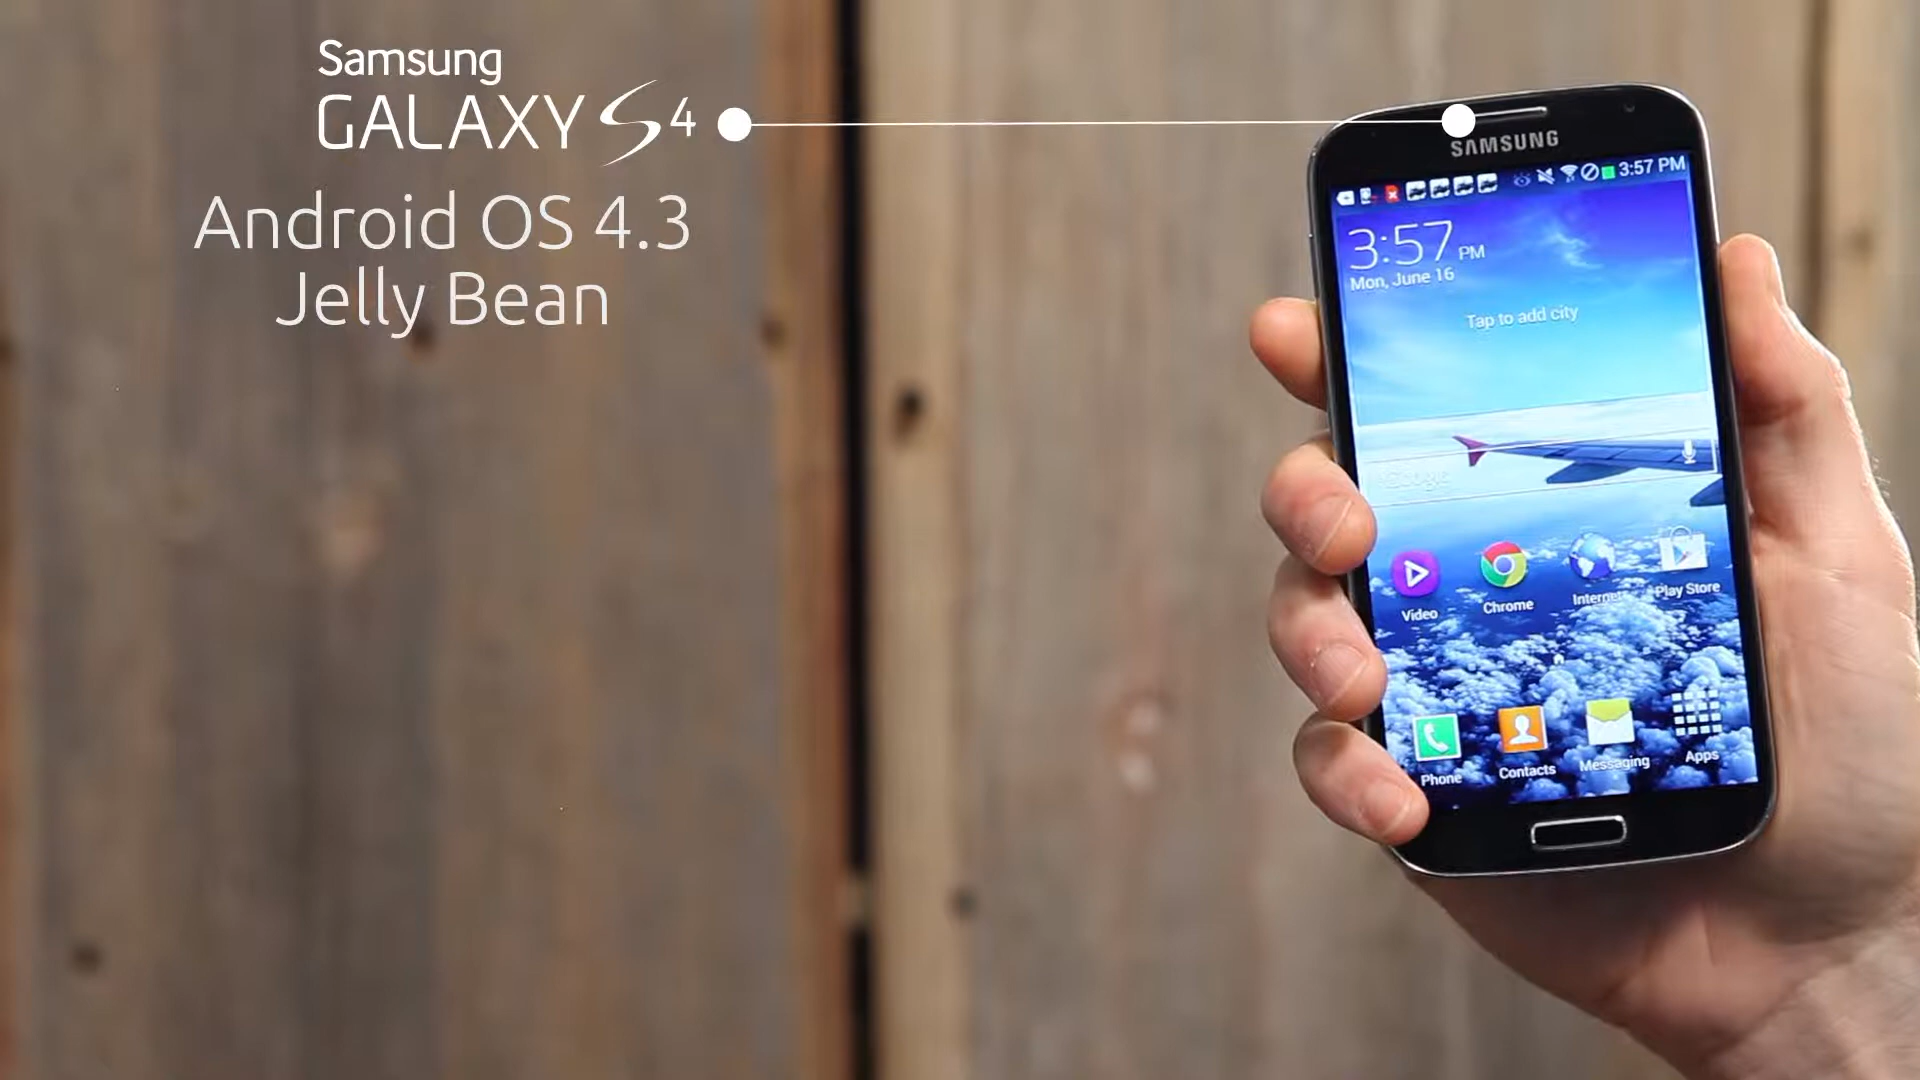 Samsung
GALAXY S4
Android OS 4.3
Jelly Bean
SAMSUNG
3:57 PM
3:57 PM
Mon, June 16
Tap to add city
Google
Video
Chrome
Internet
Play Store
Phone
Contacts
Messaging
Apps